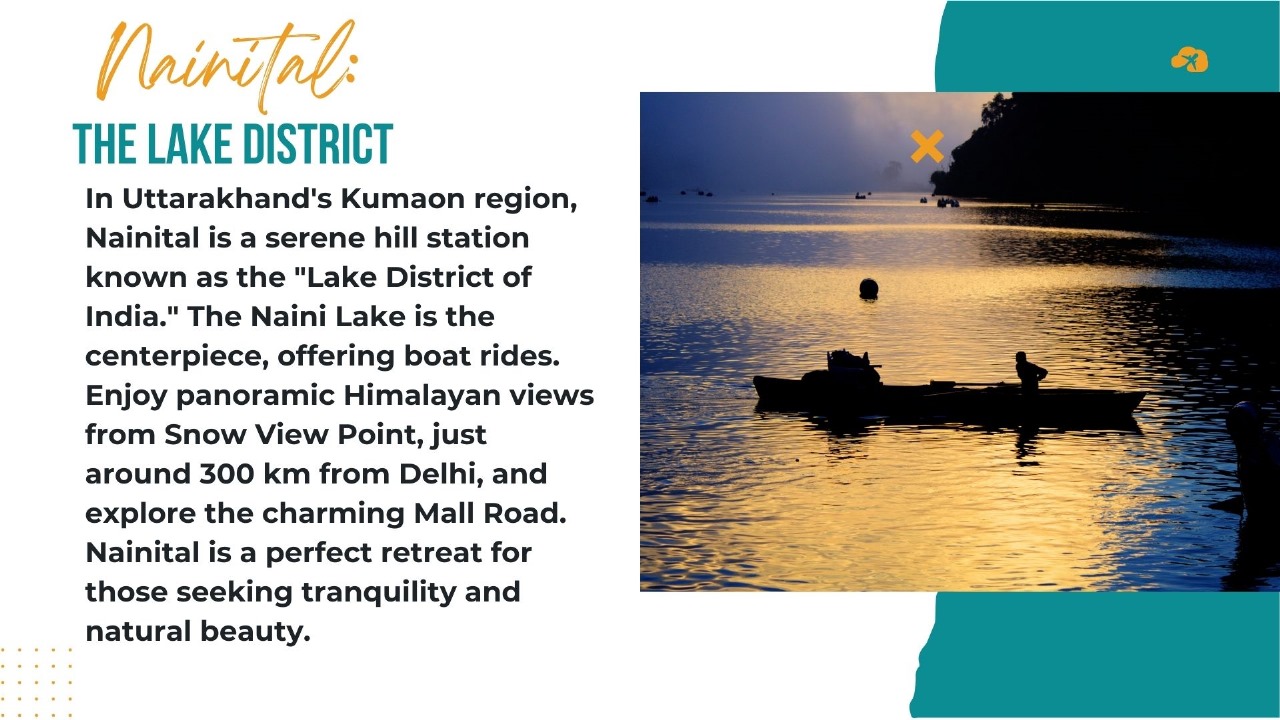 Nainital:
THE LAKE DISTRICT
In Uttarakhand's Kumaon region,
Nainital is a serene hill station
known as the "Lake District of
India." The Naini Lake is the
centerpiece, offering boat rides.
Enjoy panoramic Himalayan views
from Snow View Point, just
around 300 km from Delhi, and
explore the charming Mall Road.
Nainital is a perfect retreat for
those seeking tranquility and
natural beauty.